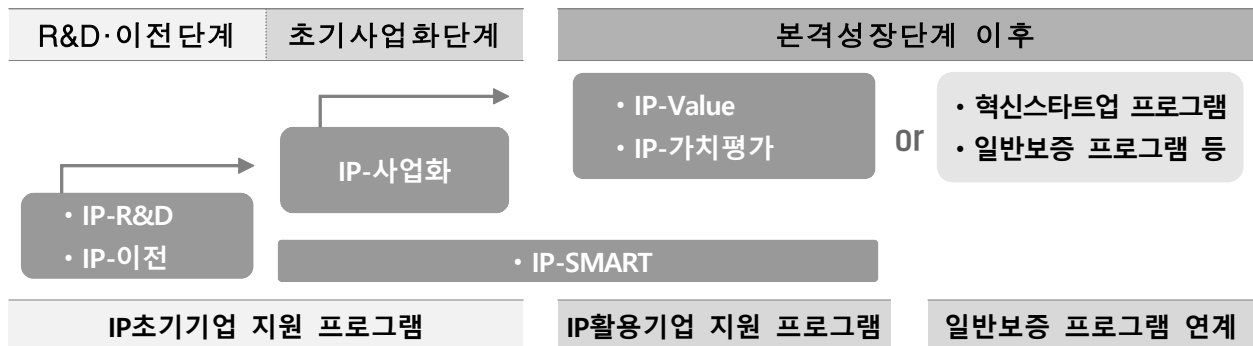 R&D·이전단계
초기사업화단계
본격성장단계 이후
· IP-Value
· IP-가치평가
or
· 혁신스타트업 프로그램
· 일반보증 프로그램 등
IP-사업화
· IP-R&D
· IP-이전
· IP-SMART
IP초기기업 지원 프로그램
IP활용기업 지원 프로그램
일반보증 프로그램 연계